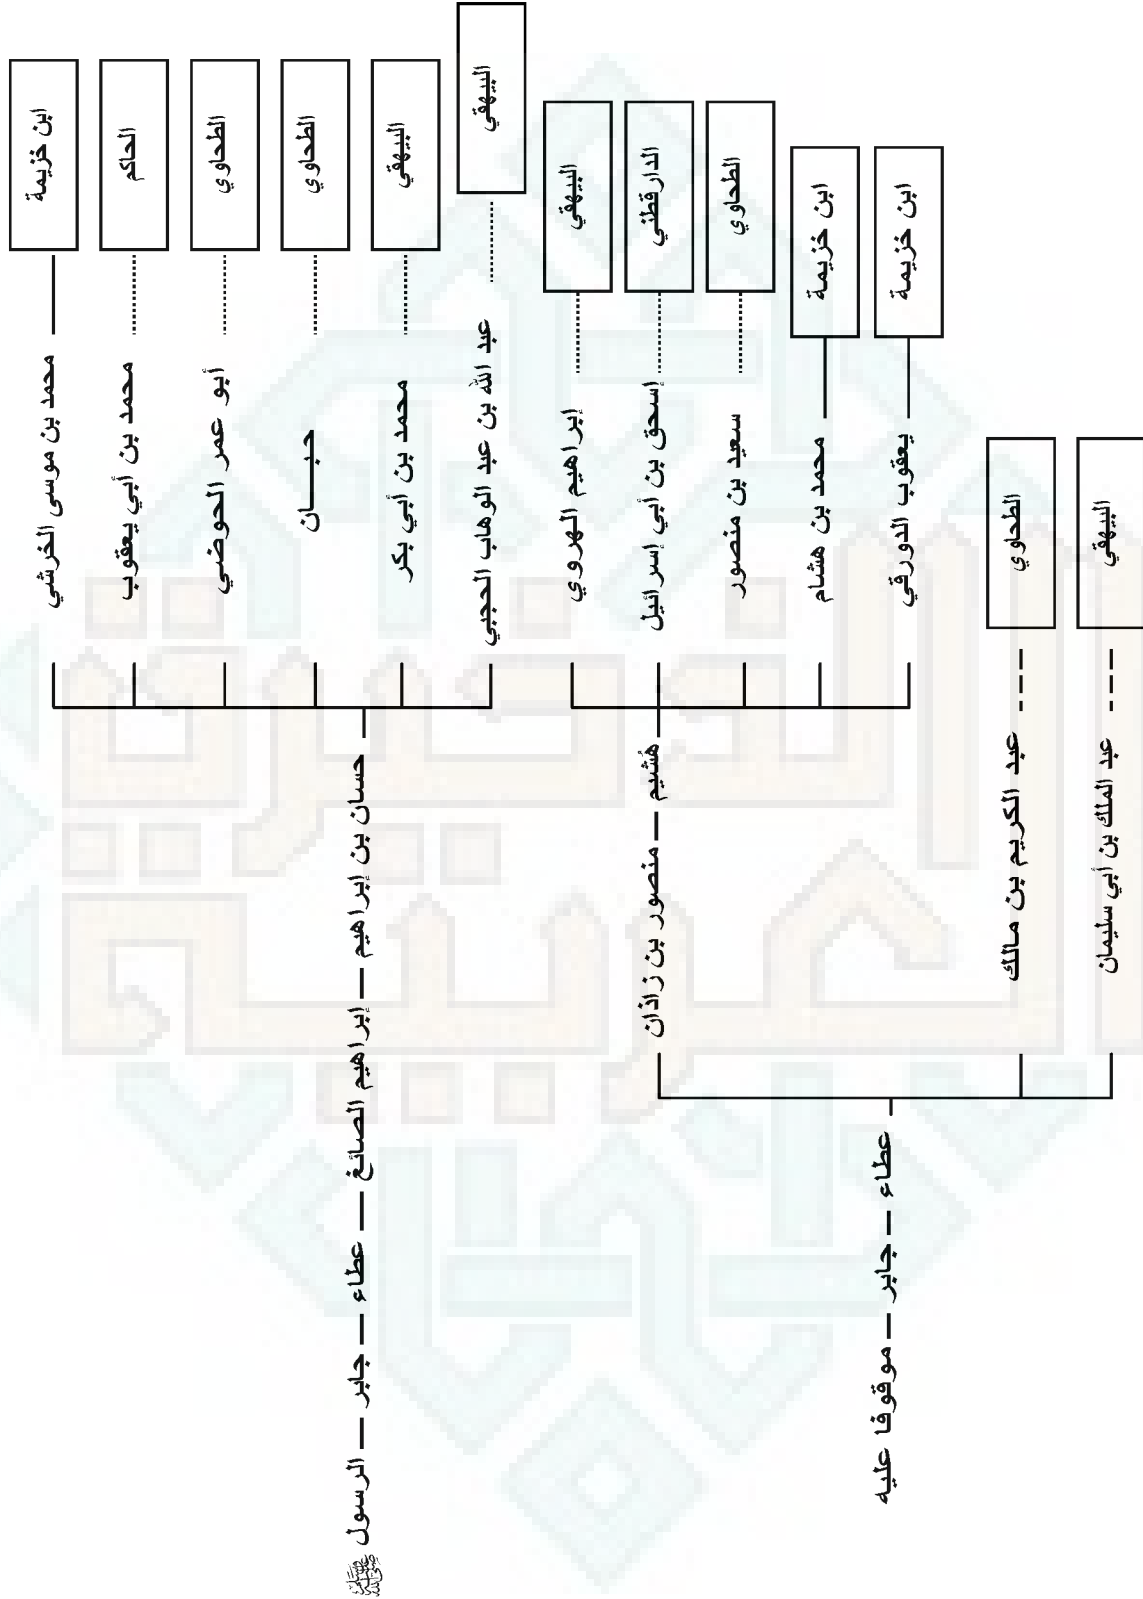 ابن خزيمة
محمد بن موسى الخرشي
الحاكم
محمد بن أبي يعقوب
الطحاوي
أبو عمر الحوضي
الطحاوي
حبـــان
البيهقي
محمد بن أبي بكر
البيهقي
عبد الله بن عبد الوهاب الحجبي
حسان بن إبراهيم — إبراهيم الصائغ — عطاء — جابر — الرسول ﷺ
البيهقي
إبراهيم الهروي
الدارقطني
إسحق بن أبي إسرائيل
الطحاوي
سعيد بن منصور
ابن خزيمة
محمد بن هشام
ابن خزيمة
يعقوب الدورقي
هُشيم — منصور بن زاذان
الطحاوي
عبد الكريم بن مالك
البيهقي
عبد الملك بن أبي سليمان
عطاء — جابر — موقوفا عليه